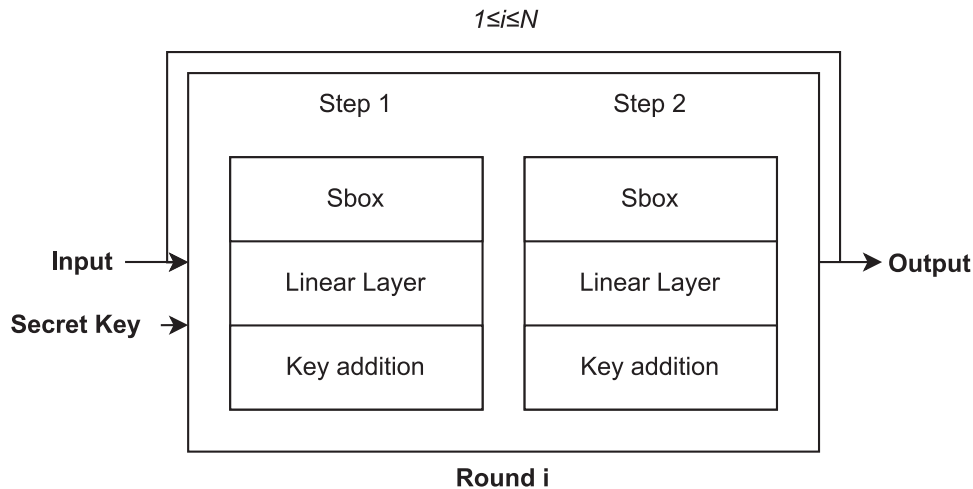 1≤i≤N
Step 1
Step 2
Sbox
Sbox
Input
Linear Layer
Linear Layer
Output
Secret Key
Key addition
Key addition
Round i